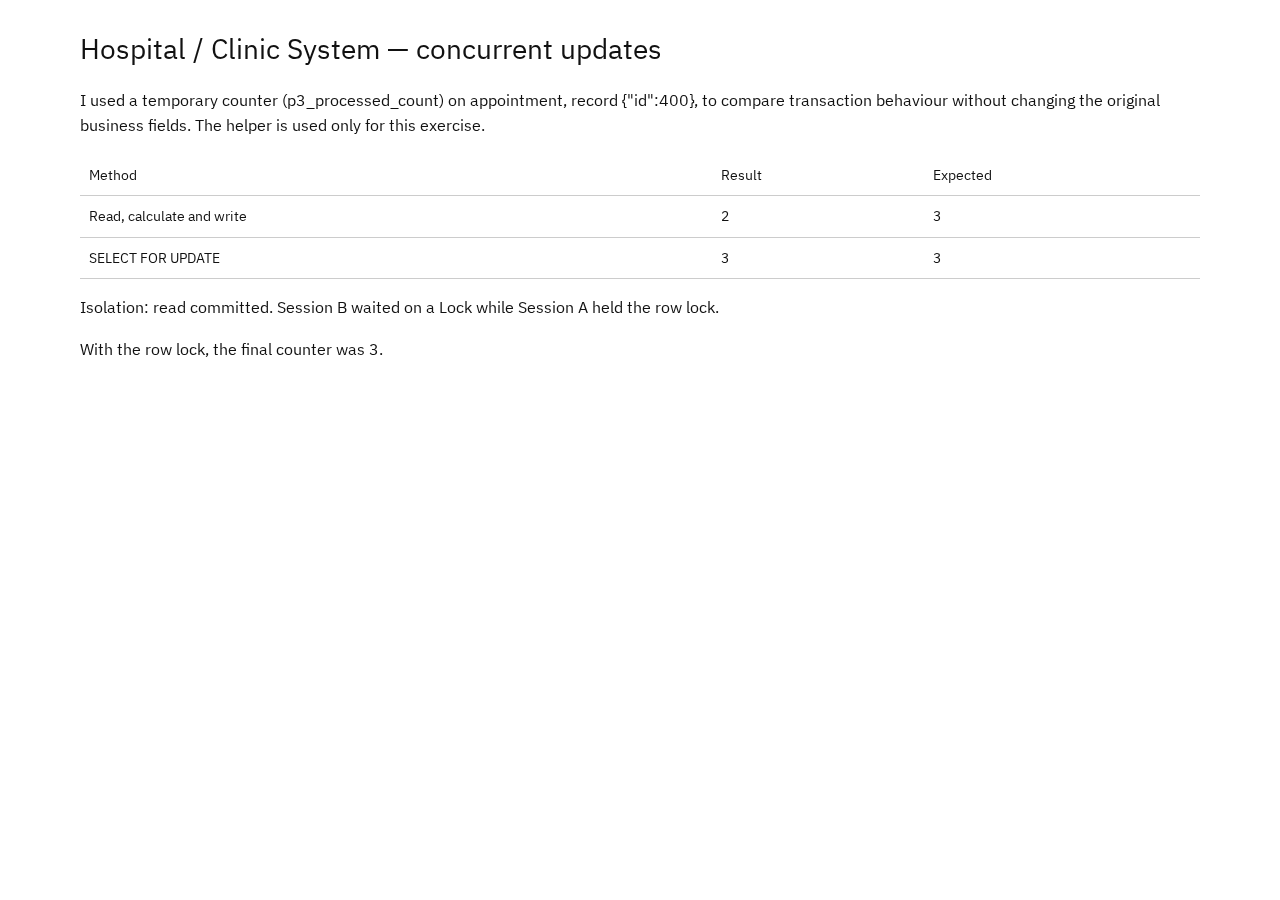 Hospital / Clinic System — concurrent updates
I used a temporary counter (p3_processed_count) on appointment, record {"id":400}, to compare transaction behaviour without changing the original
business fields. The helper is used only for this exercise.
Method Result Expected
Read, calculate and write 2 3
SELECT FOR UPDATE 3 3
Isolation: read committed. Session B waited on a Lock while Session A held the row lock.
With the row lock, the final counter was 3.